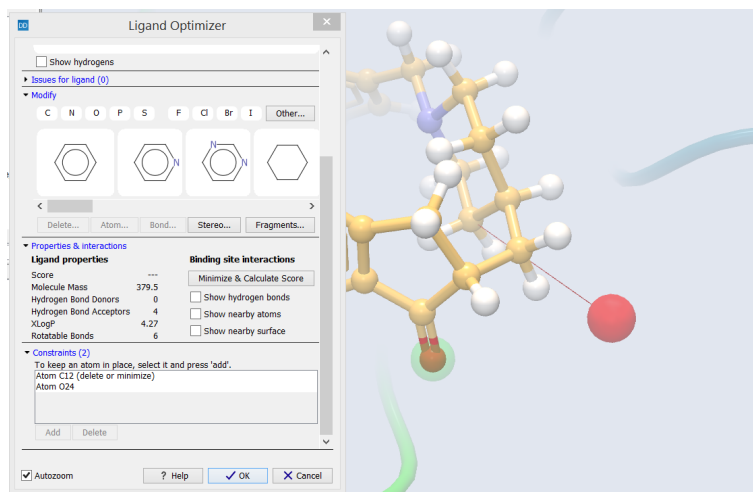 DD
Ligand Optimizer
Show hydrogens
Issues for ligand (0)
Modify
C N O P S F Cl Br I Other...
N
N
N
Delete... Atom... Bond... Stereo... Fragments...
Properties & interactions
Ligand properties Binding site interactions
Score --- Minimize & Calculate Score
Molecule Mass 379.5
Hydrogen Bond Donors 0 Show hydrogen bonds
Hydrogen Bond Acceptors 4 Show nearby atoms
XLogP 4.27
Rotatable Bonds 6 Show nearby surface
Constraints (2)
To keep an atom in place, select it and press 'add'.
Atom C12 (delete or minimize)
Atom O24
Add Delete
Autozoom ? Help OK Cancel